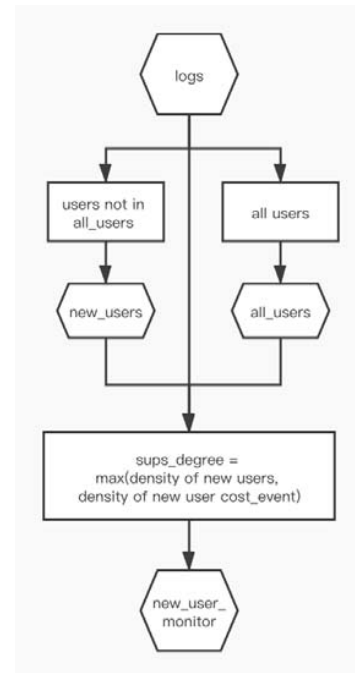 logs
users not in
all_users
all users
new_users
all_users
sups_degree =
max(density of new users,
density of new user cost_event)
new_user_
monitor